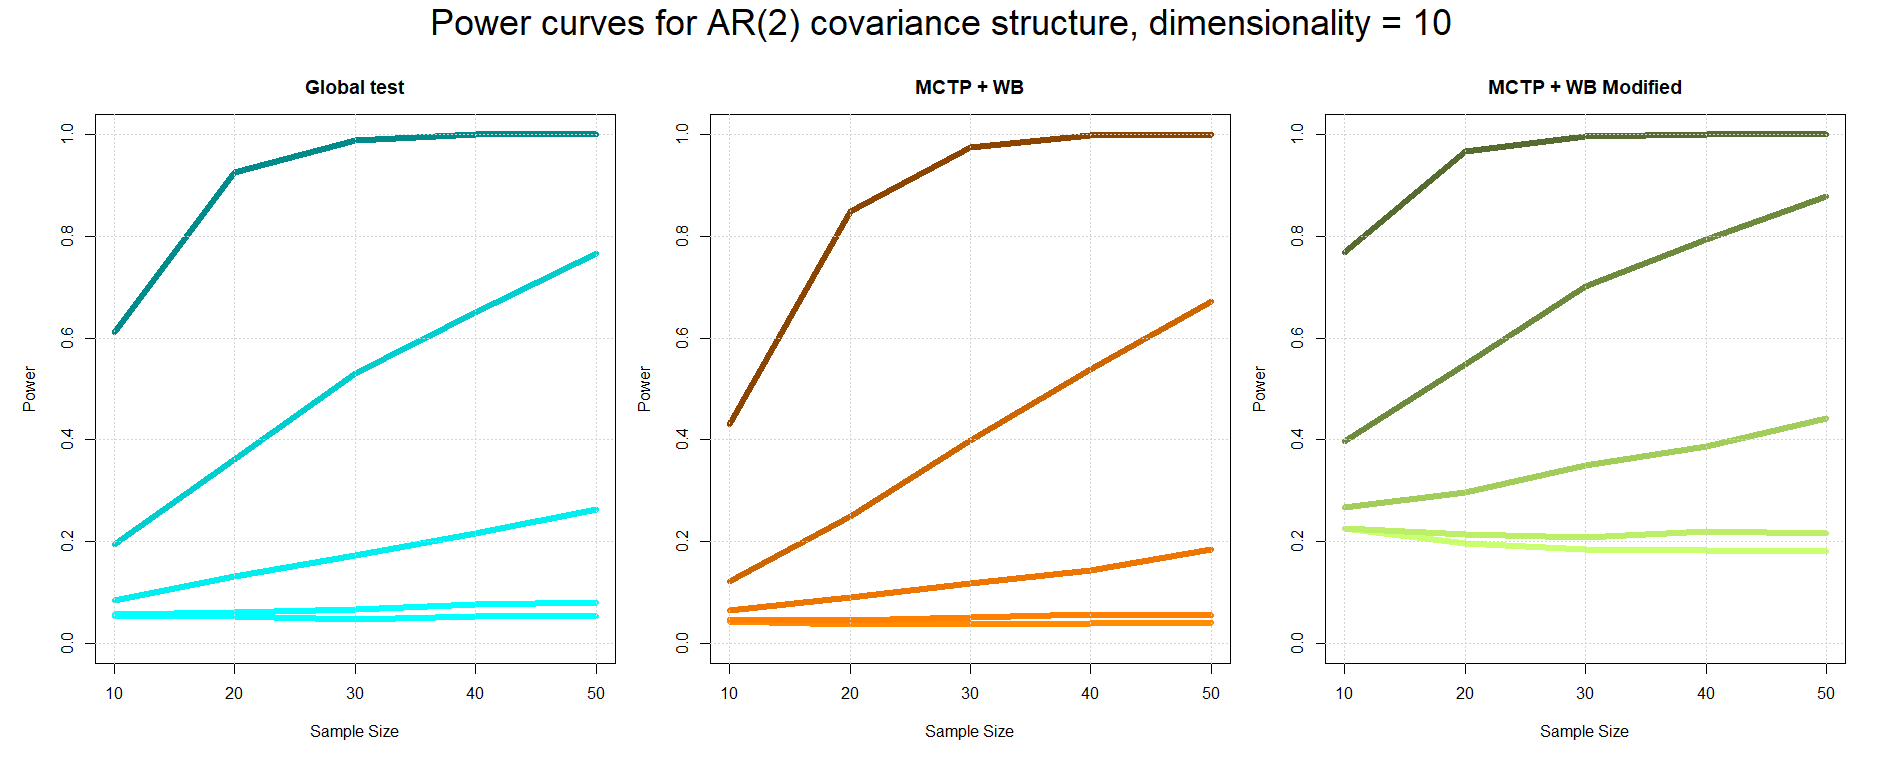 Power curves for AR(2) covariance structure, dimensionality = 10
Global test
Power
1.0
0.8
0.6
0.4
0.2
0.0
10 20 30 40 50
Sample Size
MCTP + WB
Power
1.0
0.8
0.6
0.4
0.2
0.0
10 20 30 40 50
Sample Size
MCTP + WB Modified
Power
1.0
0.8
0.6
0.4
0.2
0.0
10 20 30 40 50
Sample Size